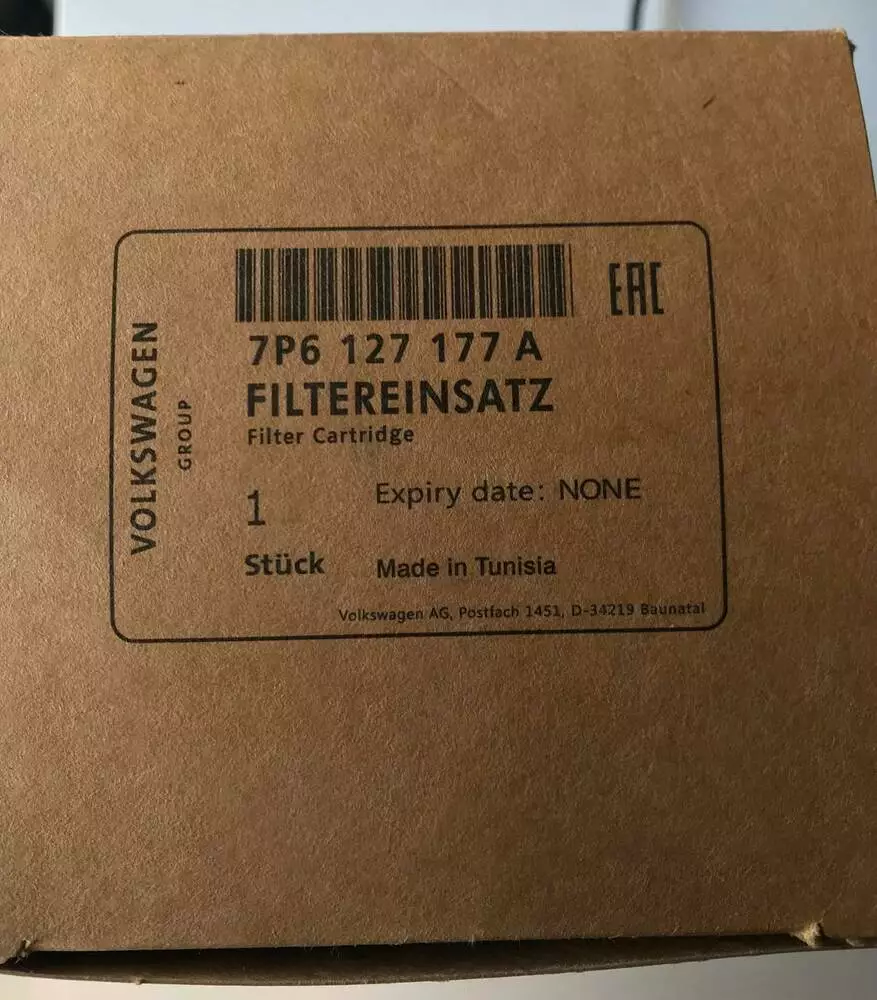 VOLKSWAGEN
GROUP
EAC
7P6 127 177 A
FILTEREINSATZ
Filter Cartridge
1
Expiry date: NONE
Stück
Made in Tunisia
Volkswagen AG, Postfach 1451, D-34219 Baunatal